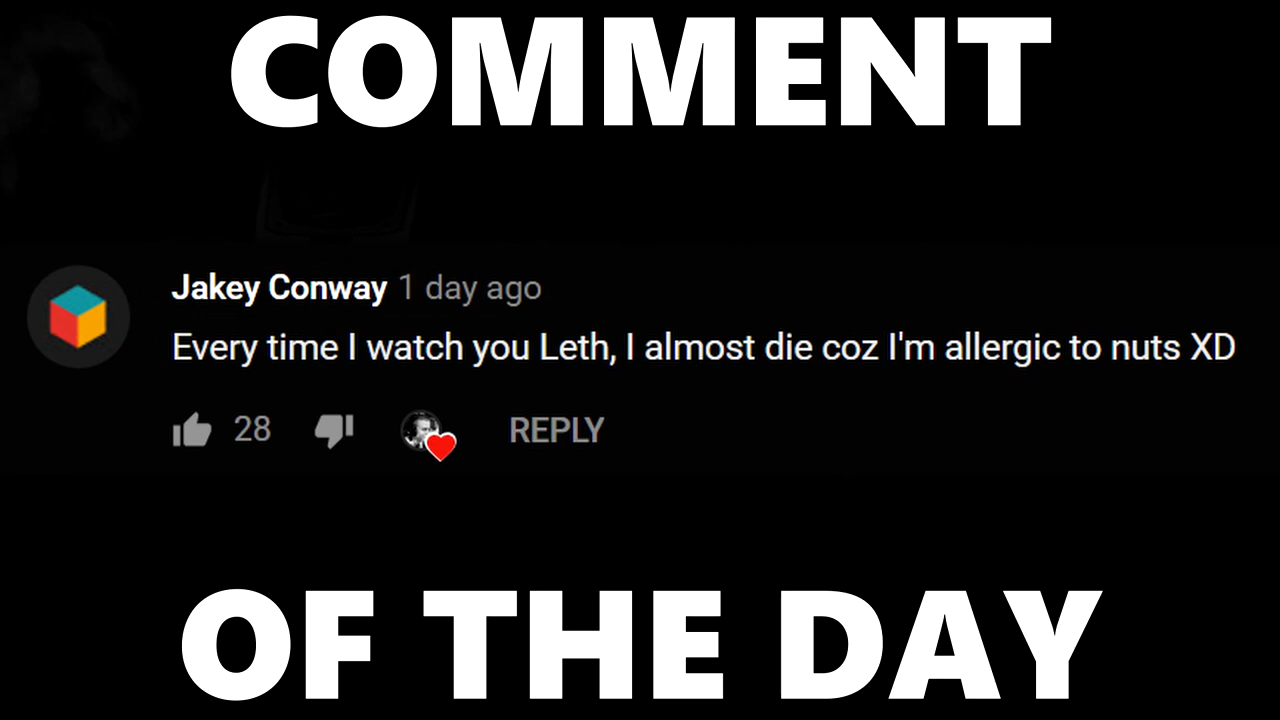 COMMENT
Jakey Conway 1 day ago
Every time I watch you Leth, I almost die coz I'm allergic to nuts XD
28 REPLY
OF THE DAY